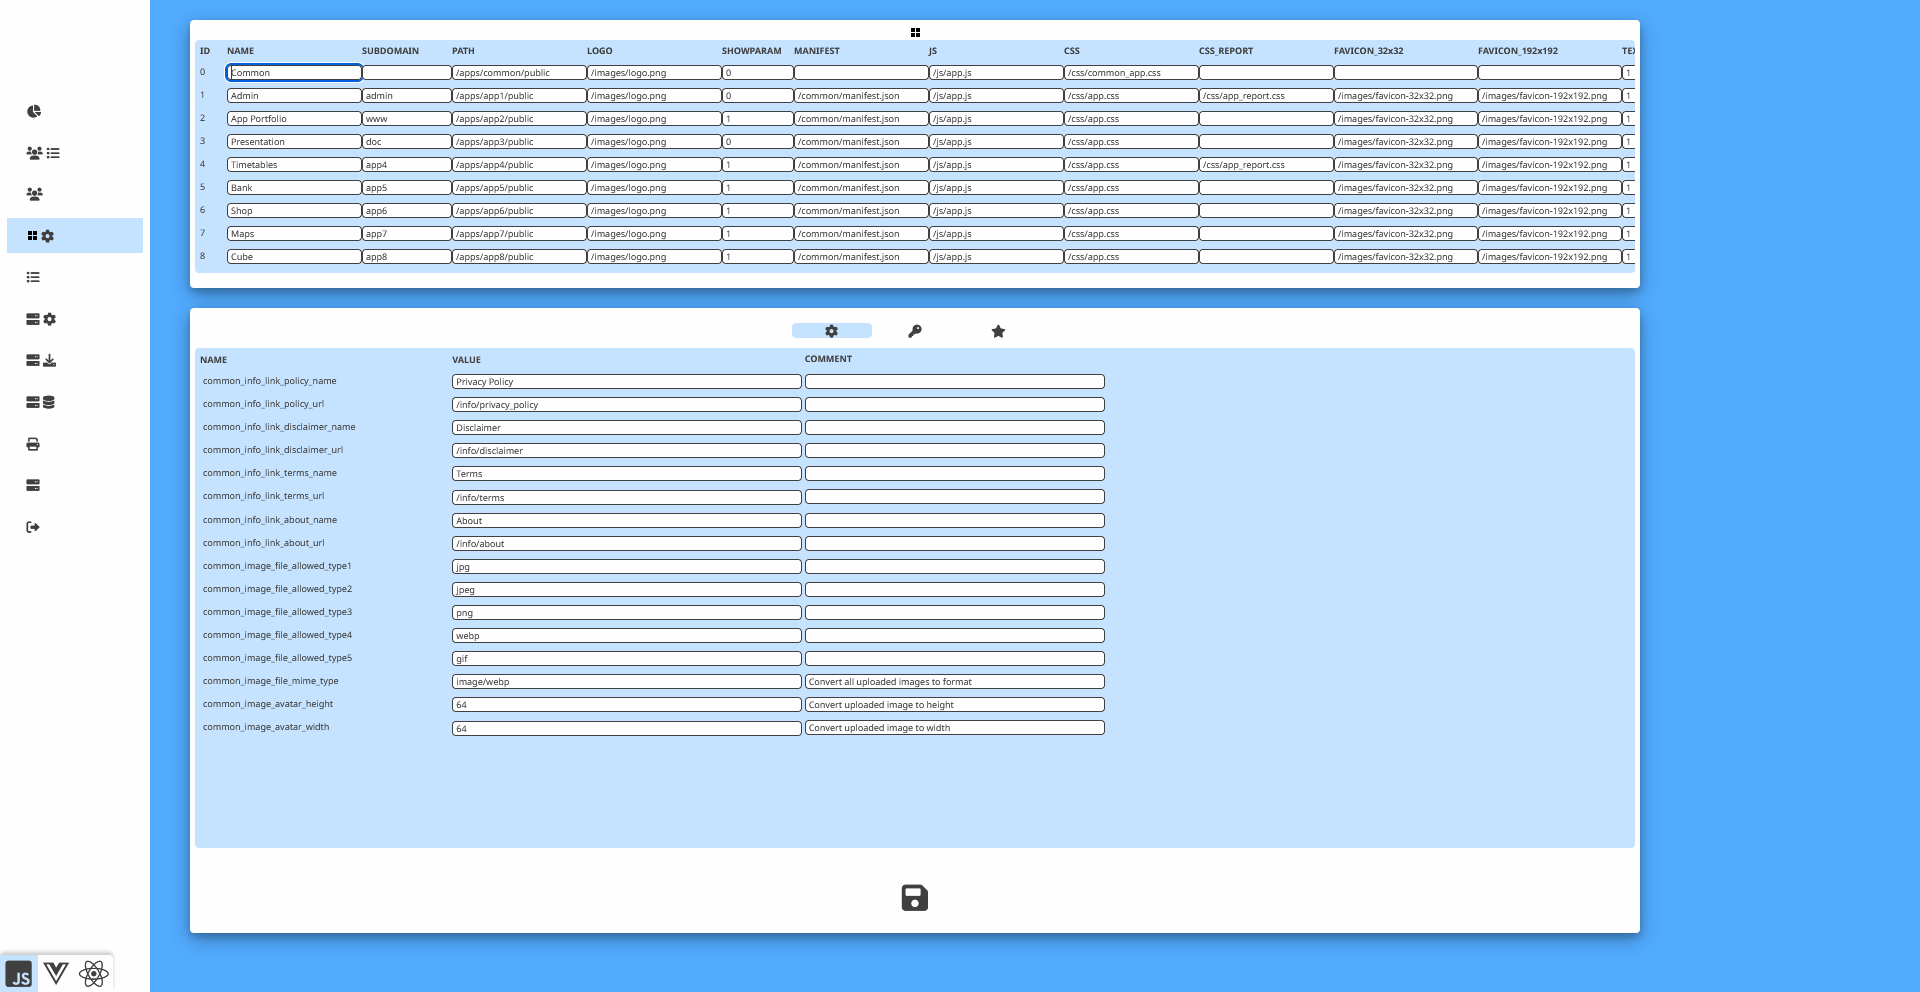 ID NAME SUBDOMAIN PATH LOGO SHOWPARAM MANIFEST JS CSS CSS_REPORT FAVICON_32x32 FAVICON_192x192
0 Common /apps/common/public /images/logo.png 0 /js/app.js /css/common_app.css 1
1 Admin admin /apps/app1/public /images/logo.png 0 /common/manifest.json /js/app.js /css/app.css /css/app_report.css /images/favicon-32x32.png /images/favicon-192x192.png 1
2 App Portfolio www /apps/app2/public /images/logo.png 1 /common/manifest.json /js/app.js /css/app.css /images/favicon-32x32.png /images/favicon-192x192.png 1
3 Presentation doc /apps/app3/public /images/logo.png 0 /common/manifest.json /js/app.js /css/app.css /images/favicon-32x32.png /images/favicon-192x192.png 1
4 Timetables app4 /apps/app4/public /images/logo.png 1 /common/manifest.json /js/app.js /css/app.css /css/app_report.css /images/favicon-32x32.png /images/favicon-192x192.png 1
5 Bank app5 /apps/app5/public /images/logo.png 1 /common/manifest.json /js/app.js /css/app.css /images/favicon-32x32.png /images/favicon-192x192.png 1
6 Shop app6 /apps/app6/public /images/logo.png 1 /common/manifest.json /js/app.js /css/app.css /images/favicon-32x32.png /images/favicon-192x192.png 1
7 Maps app7 /apps/app7/public /images/logo.png 1 /common/manifest.json /js/app.js /css/app.css /images/favicon-32x32.png /images/favicon-192x192.png 1
8 Cube app8 /apps/app8/public /images/logo.png 1 /common/manifest.json /js/app.js /css/app.css /images/favicon-32x32.png /images/favicon-192x192.png 1
NAME VALUE COMMENT
common_info_link_policy_name Privacy Policy
common_info_link_policy_url /info/privacy_policy
common_info_link_disclaimer_name Disclaimer
common_info_link_disclaimer_url /info/disclaimer
common_info_link_terms_name Terms
common_info_link_terms_url /info/terms
common_info_link_about_name About
common_info_link_about_url /info/about
common_image_file_allowed_type1 jpg
common_image_file_allowed_type2 jpeg
common_image_file_allowed_type3 png
common_image_file_allowed_type4 webp
common_image_file_allowed_type5 gif
common_image_file_mime_type image/webp Convert all uploaded images to format
common_image_avatar_height 64 Convert uploaded image to height
common_image_avatar_width 64 Convert uploaded image to width
JS